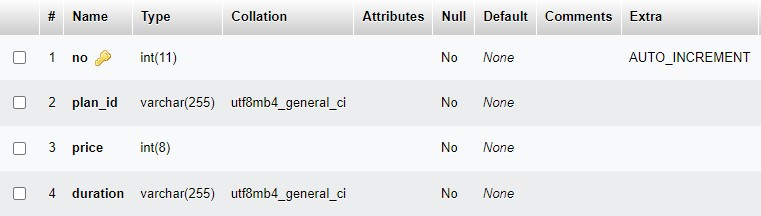 # Name Type Collation Attributes Null Default Comments Extra
1 no int(11) No None AUTO_INCREMENT
2 plan_id varchar(255) utf8mb4_general_ci No None
3 price int(8) No None
4 duration varchar(255) utf8mb4_general_ci No None